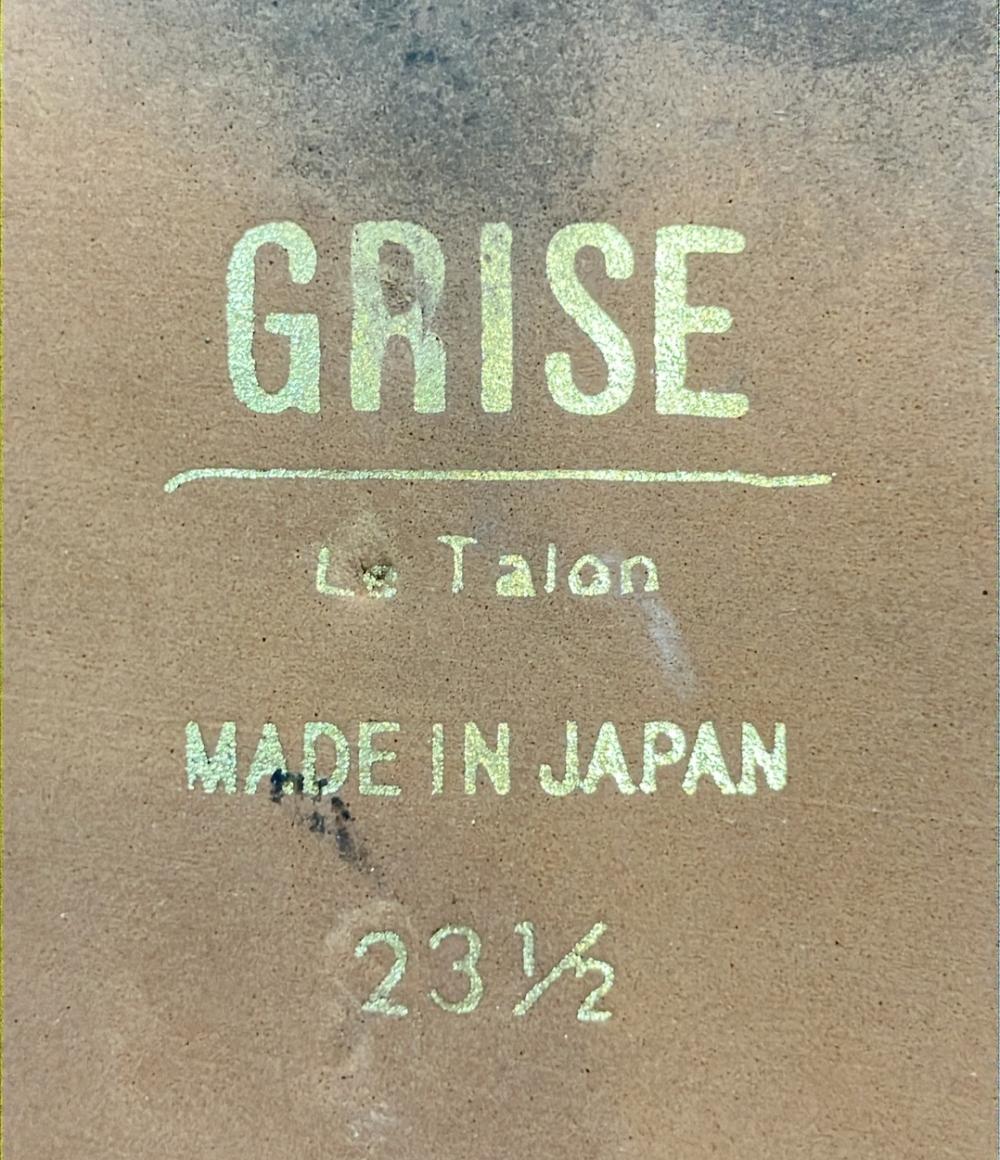 GRISE
Le Talon
MADE IN JAPAN
23½